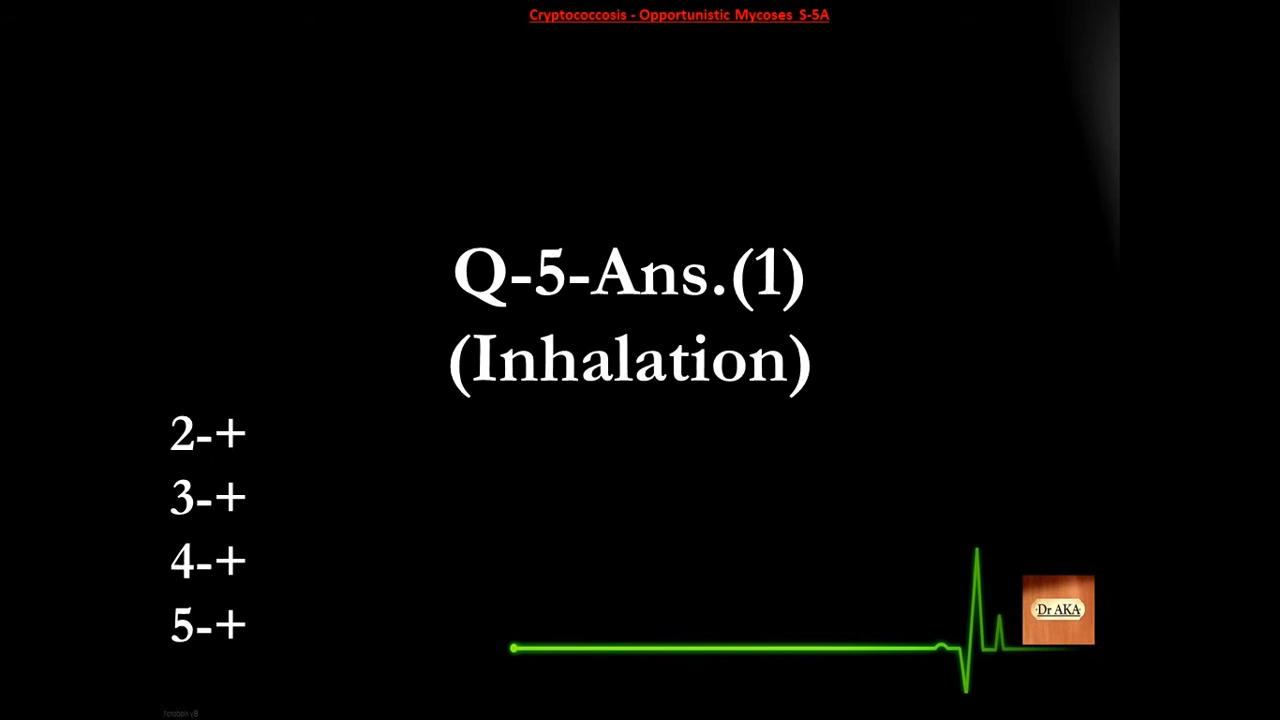 Cryptococcosis - Opportunistic Mycoses S-5A
Q-5-Ans.(1)
(Inhalation)
2-+
3-+
4-+
5-+
Dr AKA